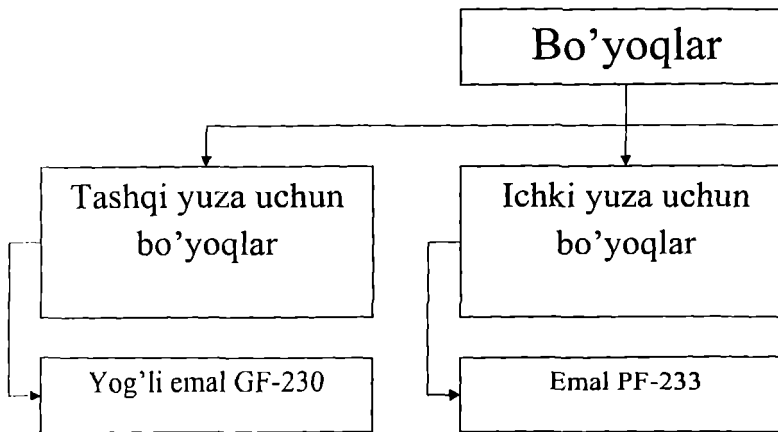 Bo’yoqlar
Tashqi yuza uchun
bo’yoqlar
Ichki yuza uchun
bo’yoqlar
Yog’li emal GF-230
Emal PF-233